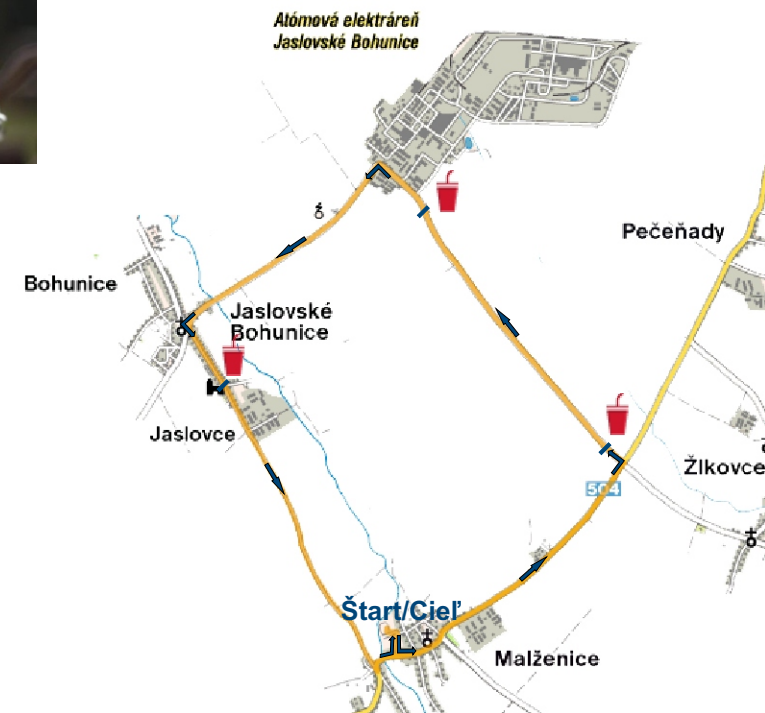 Atómová elektráreň
Jaslovské Bohunice
Pečeňady
Bohunice
Jaslovské
Bohunice
Jaslovce
Žlkovce
504
Štart/Cieľ
Malženice